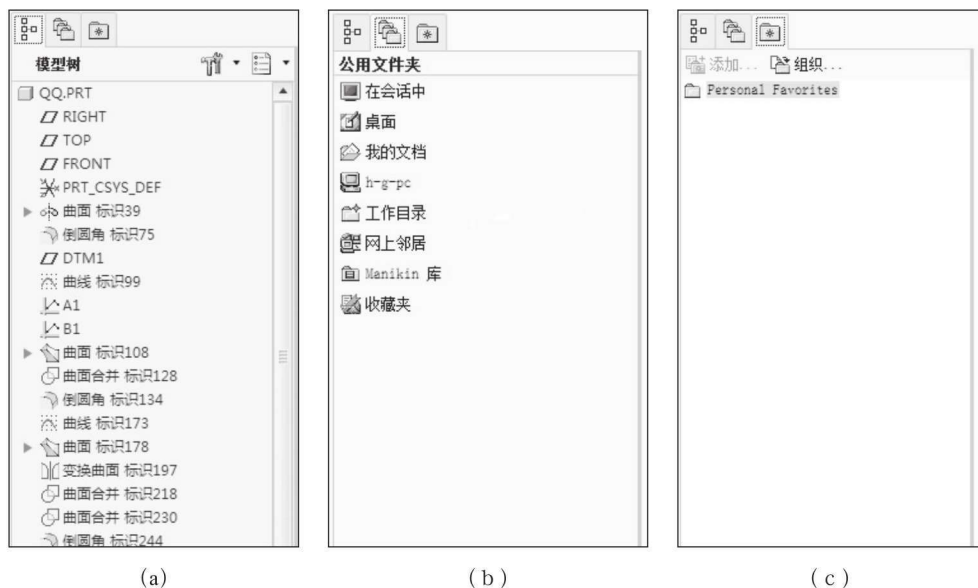 模型树
QQ.PRT
RIGHT
TOP
FRONT
PRT_CSYS_DEF
曲面 标识39
倒圆角 标识75
DTM1
曲线 标识99
A1
B1
曲面 标识108
曲面合并 标识128
倒圆角 标识134
曲线 标识173
曲面 标识178
变换曲面 标识197
曲面合并 标识218
曲面合并 标识230
倒圆角 标识244
(a)
公用文件夹
在会话中
桌面
我的文档
h-g-pc
工作目录
网上邻居
Manikin 库
收藏夹
(b)
添加... 组织...
Personal Favorites
(c)